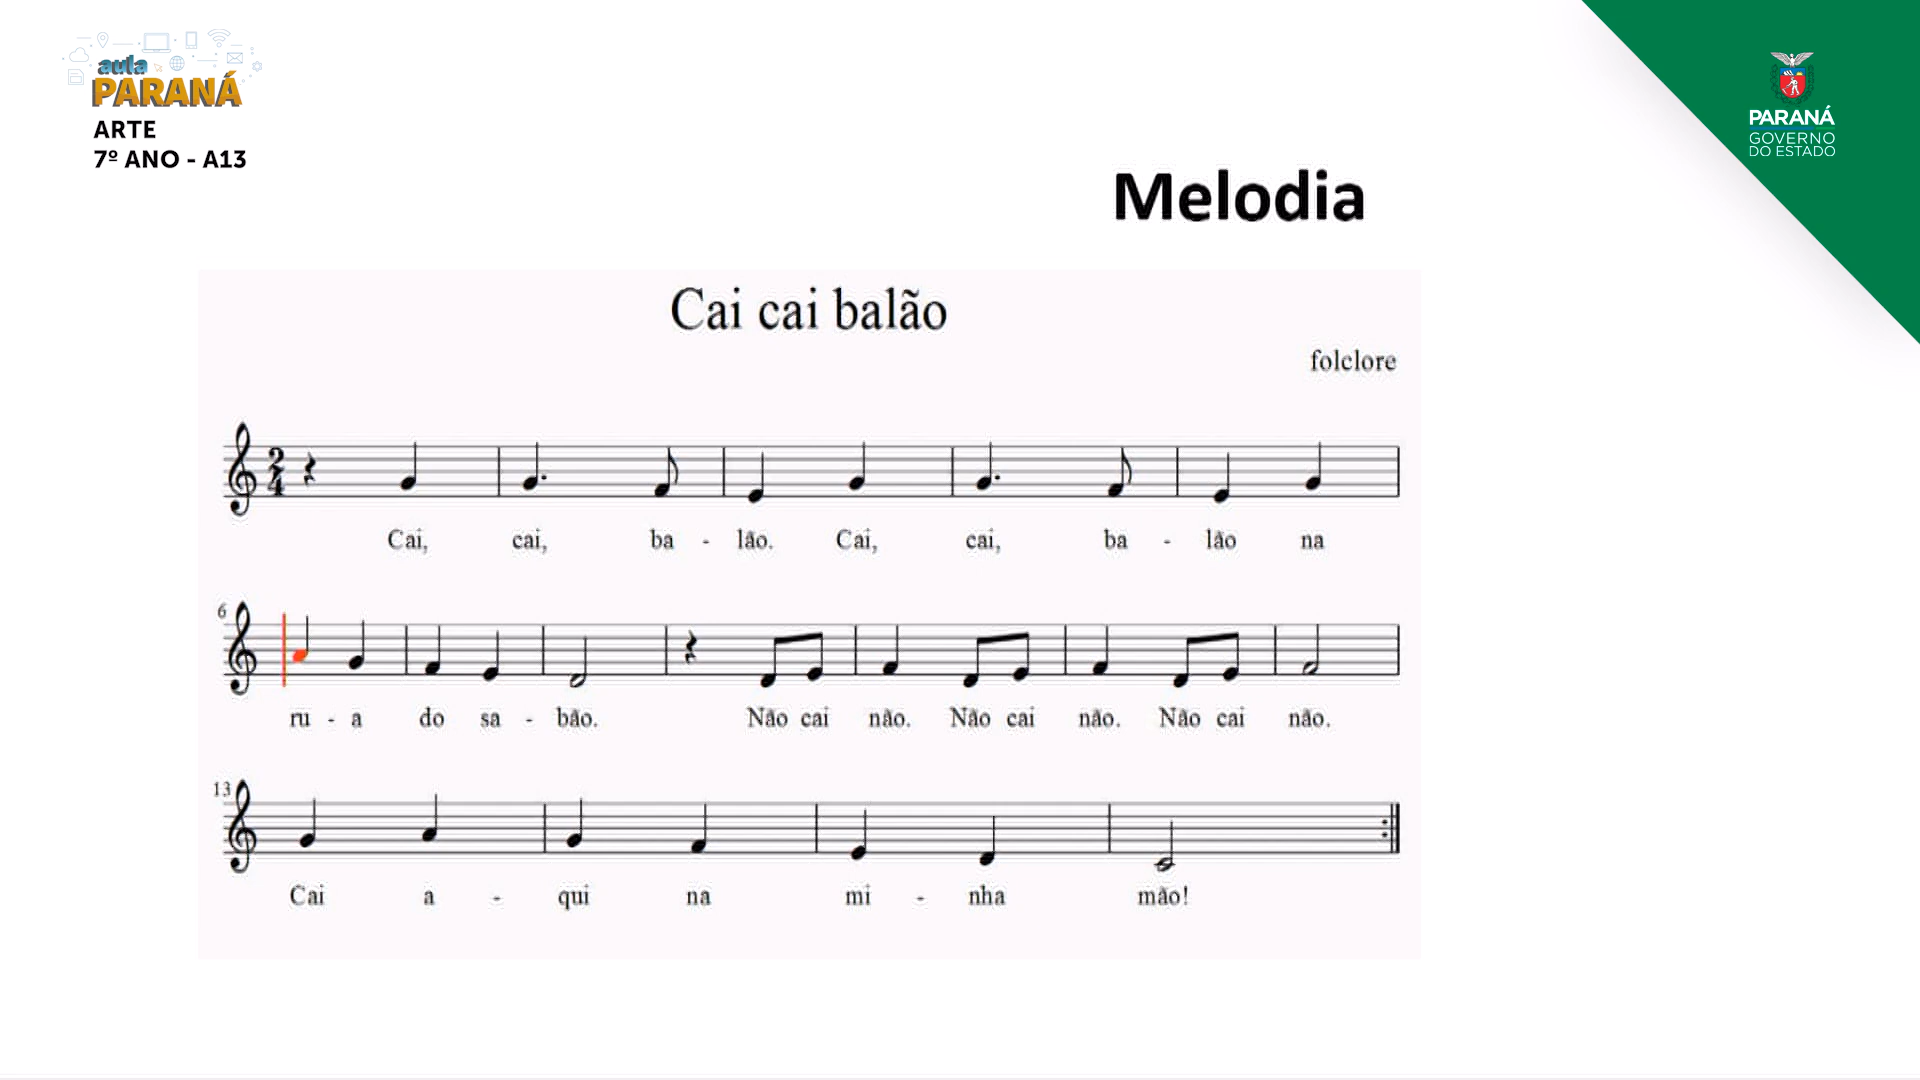 aula
PARANÁ
ARTE
7º ANO - A13
PARANÁ
GOVERNO
DO ESTADO
Melodia
Cai cai balão
folclore
2
4
Cai, cai, ba - lão. Cai, cai, ba - lão na
6
ru - a do sa - bão. Não cai não. Não cai não. Não cai não.
13
Cai a - qui na mi - nha mão!